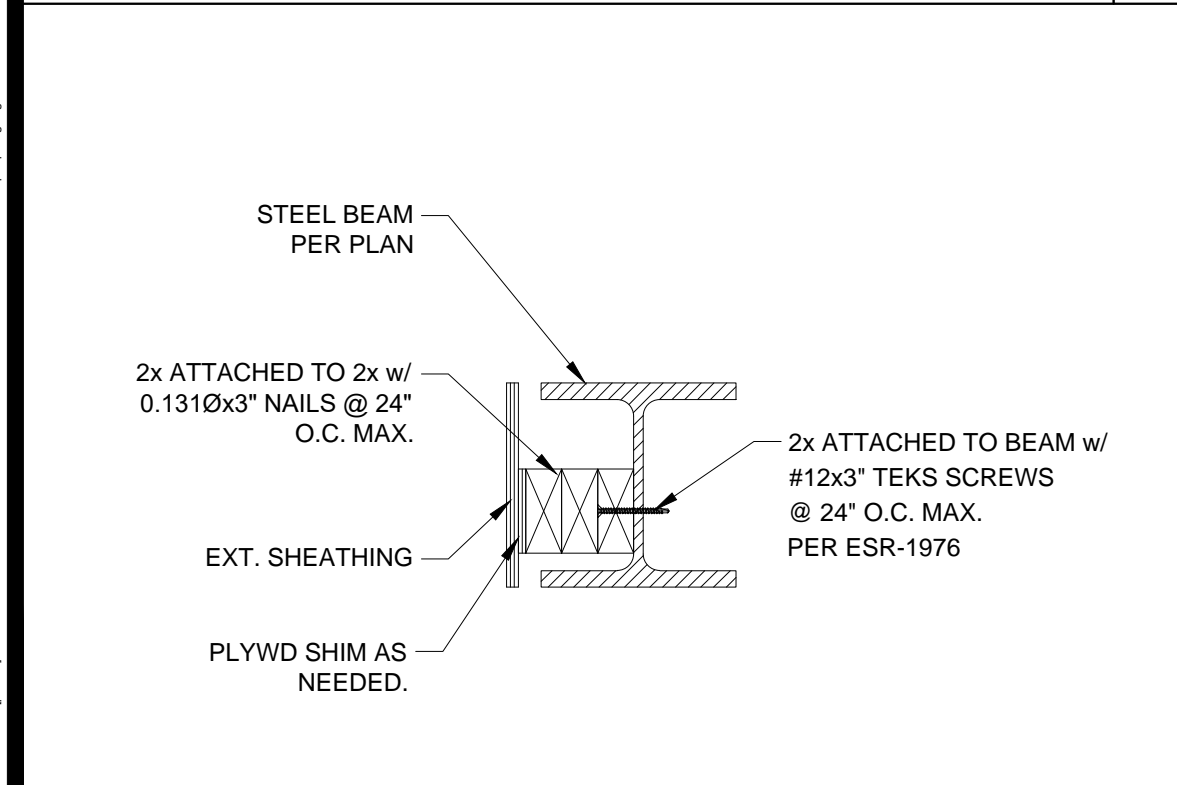 STEEL BEAM
PER PLAN
2x ATTACHED TO 2x w/
0.131Øx3" NAILS @ 24"
O.C. MAX.
2x ATTACHED TO BEAM w/
#12x3" TEKS SCREWS
@ 24" O.C. MAX.
PER ESR-1976
EXT. SHEATHING
PLYWD SHIM AS
NEEDED.